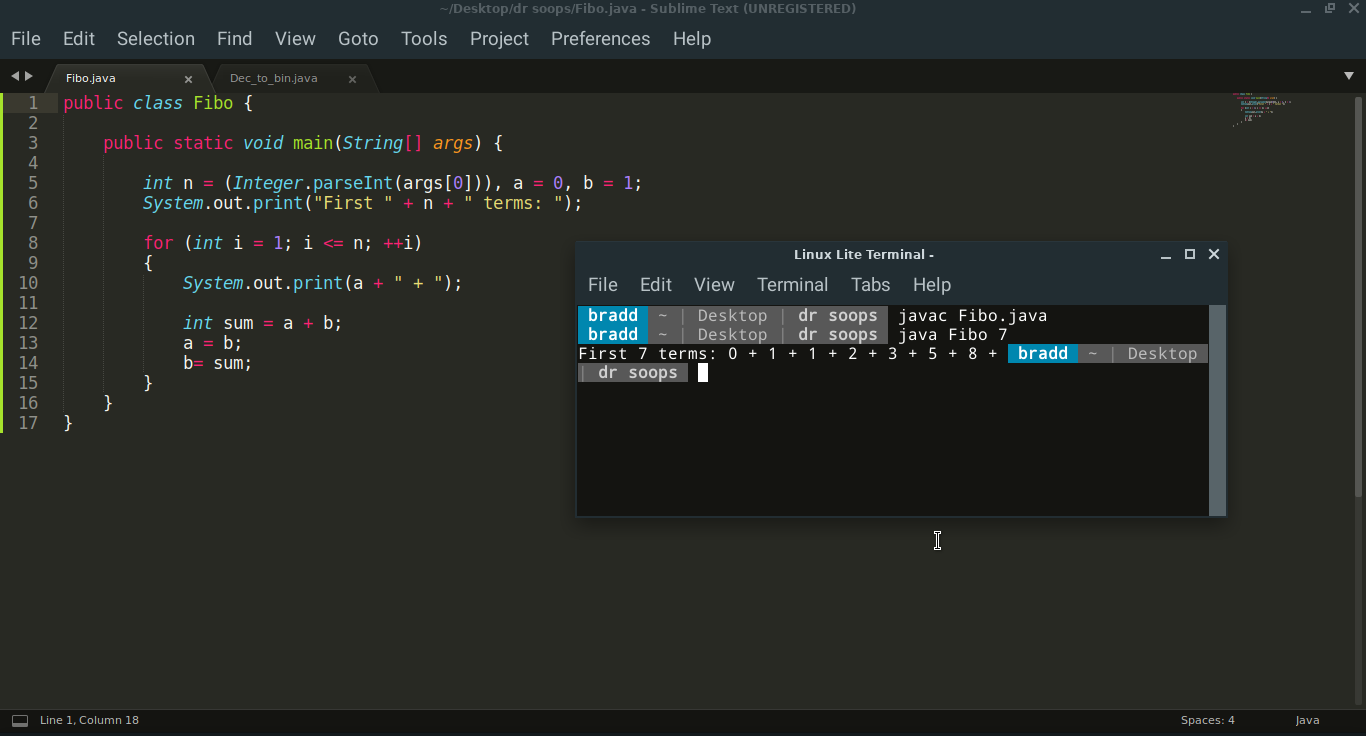 ~/Desktop/dr soops/Fibo.java - Sublime Text (UNREGISTERED)
File Edit Selection Find View Goto Tools Project Preferences Help
Fibo.java × Dec_to_bin.java ×
1 public class Fibo {
2
3 public static void main(String[] args) {
4
5 int n = (Integer.parseInt(args[0])), a = 0, b = 1;
6 System.out.print("First " + n + " terms: ");
7
8 for (int i = 1; i <= n; ++i)
9 {
10 System.out.print(a + " + ");
11
12 int sum = a + b;
13 a = b;
14 b= sum;
15 }
16 }
17 }
Linux Lite Terminal -
File Edit View Terminal Tabs Help
bradd ~ | Desktop | dr soops javac Fibo.java
bradd ~ | Desktop | dr soops java Fibo 7
First 7 terms: 0 + 1 + 1 + 2 + 3 + 5 + 8 + bradd ~ | Desktop
| dr soops
Line 1, Column 18 Spaces: 4 Java